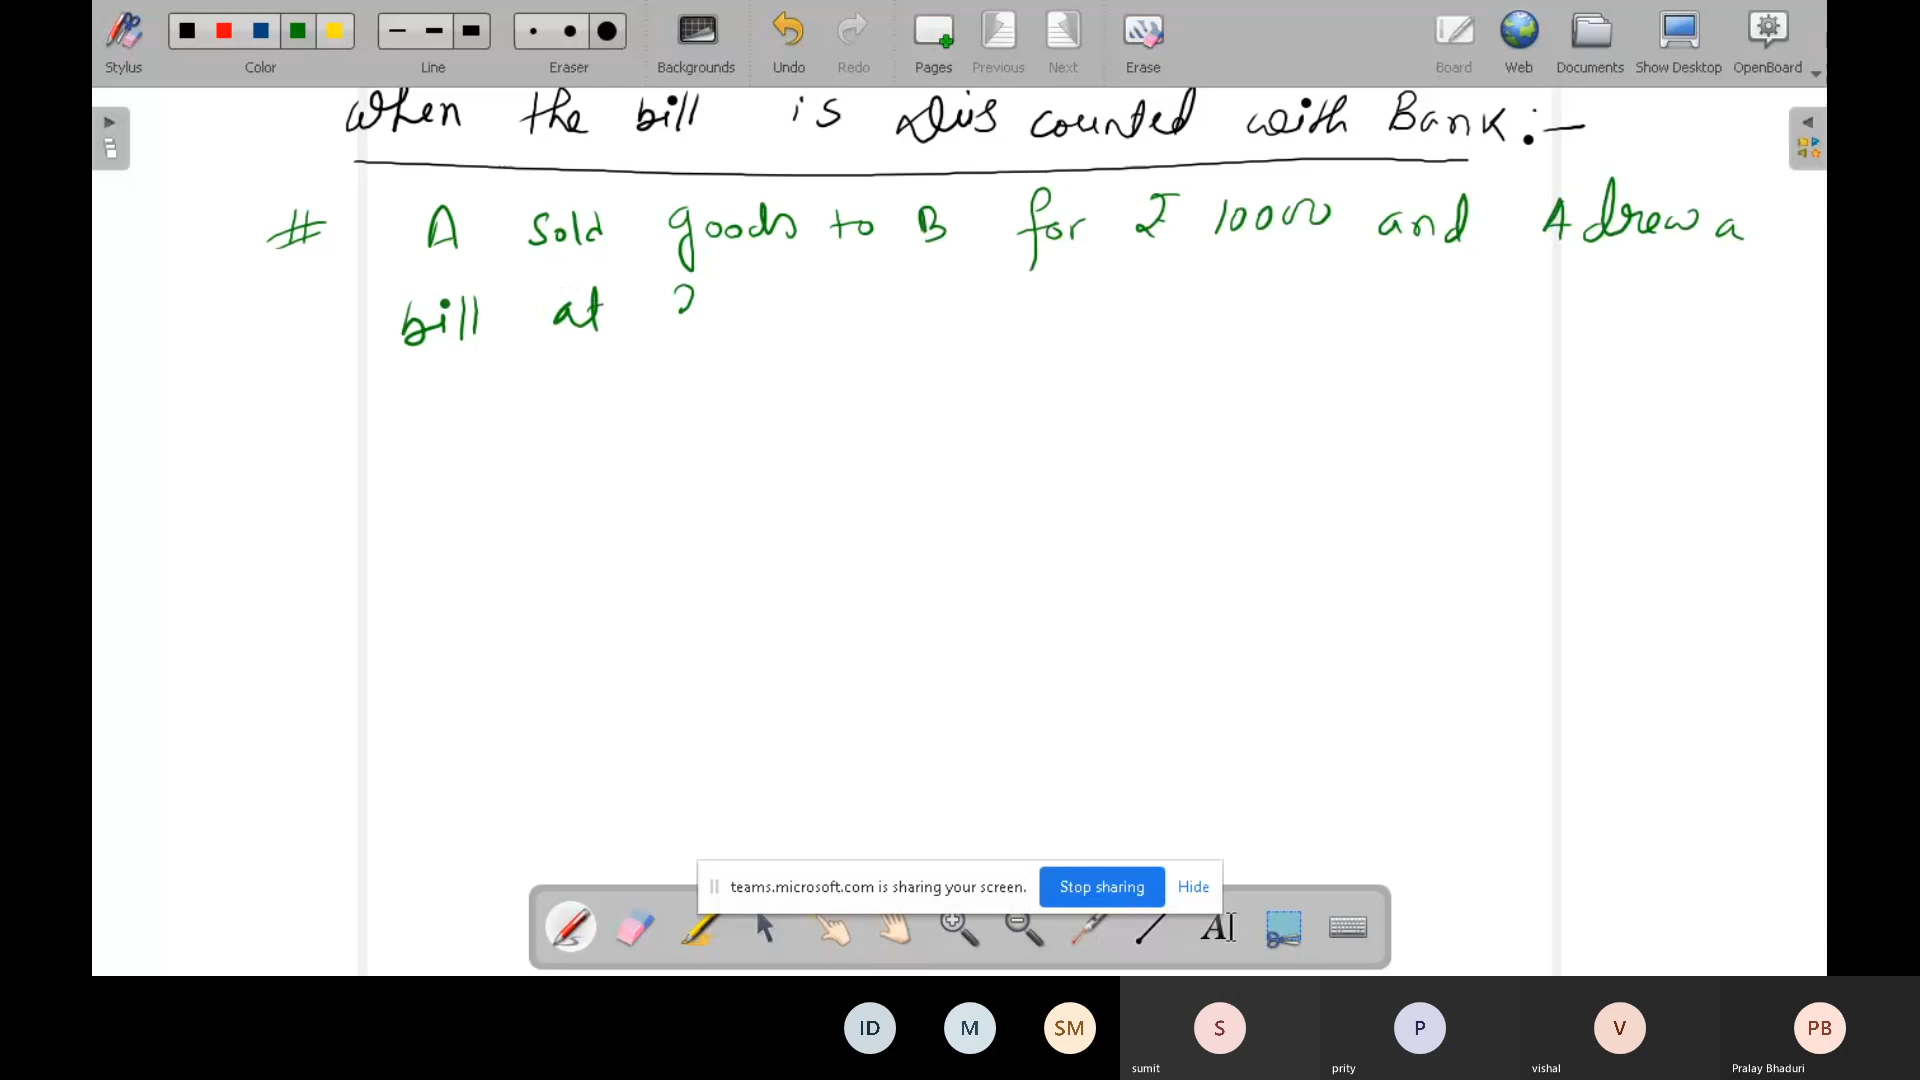 Stylus Color Line Eraser Backgrounds Undo Redo Pages Previous Next Erase Board Web Documents Show Desktop OpenBoard
When the bill is Discounted with Bank :-
# A sold goods to B for ₹ 10000 and A drew a
bill at
teams.microsoft.com is sharing your screen. Stop sharing Hide
ID M SM S P V PB
sumit prity vishal Pralay Bhaduri